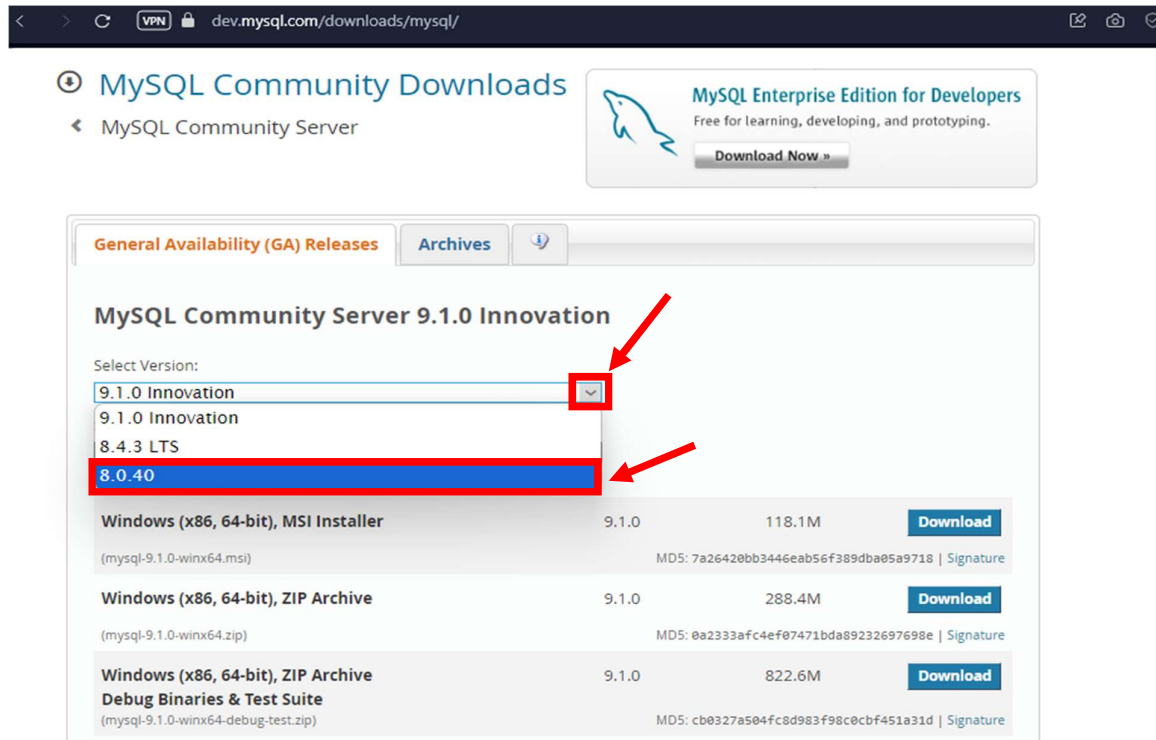 VPN dev.mysql.com/downloads/mysql/
MySQL Community Downloads
MySQL Community Server
MySQL Enterprise Edition for Developers
Free for learning, developing, and prototyping.
Download Now »
General Availability (GA) Releases
Archives
MySQL Community Server 9.1.0 Innovation
Select Version:
9.1.0 Innovation
9.1.0 Innovation
8.4.3 LTS
8.0.40
Windows (x86, 64-bit), MSI Installer 9.1.0 118.1M Download
(mysql-9.1.0-winx64.msi) MD5: 7a26420bb3446eab56f389dba05a9718 | Signature
Windows (x86, 64-bit), ZIP Archive 9.1.0 288.4M Download
(mysql-9.1.0-winx64.zip) MD5: 0a2333afc4ef07471bda89232697698e | Signature
Windows (x86, 64-bit), ZIP Archive 9.1.0 822.6M Download
Debug Binaries & Test Suite
(mysql-9.1.0-winx64-debug-test.zip) MD5: cb0327a504fc8d983f98c0cbf451a31d | Signature